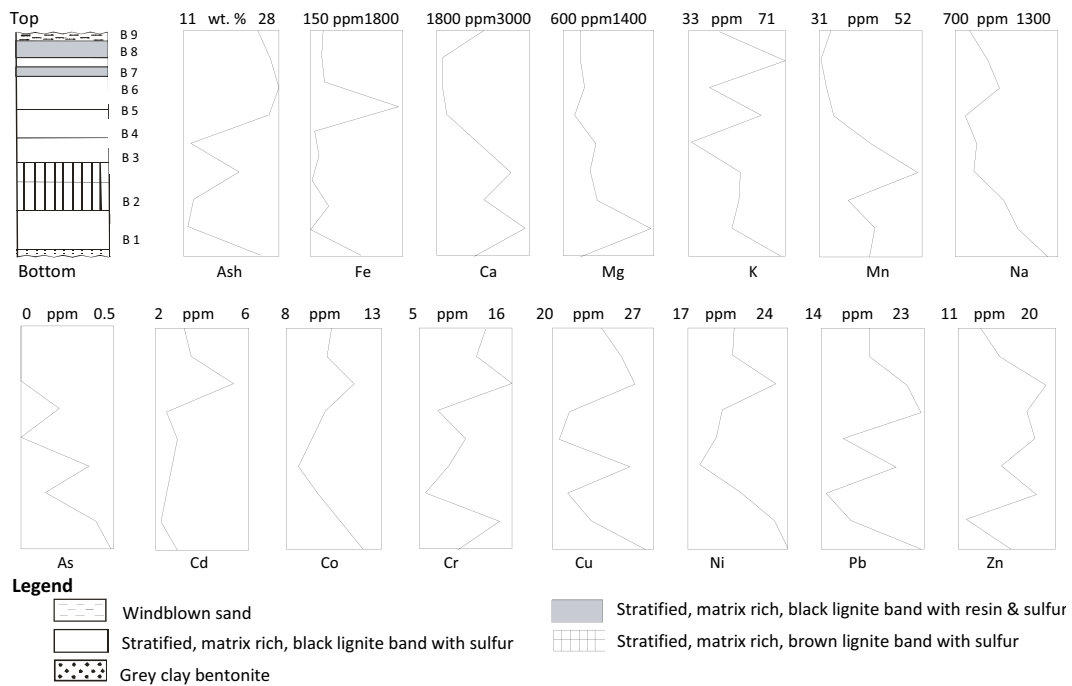 Top
11 wt. % 28
150 ppm1800
1800 ppm3000
600 ppm1400
33 ppm 71
31 ppm 52
700 ppm 1300
B 9
B 8
B 7
B 6
B 5
B 4
B 3
B 2
B 1
Bottom
Ash
Fe
Ca
Mg
K
Mn
Na
0 ppm 0.5
2 ppm 6
8 ppm 13
5 ppm 16
20 ppm 27
17 ppm 24
14 ppm 23
11 ppm 20
As
Cd
Co
Cr
Cu
Ni
Pb
Zn
Legend
Windblown sand
Stratified, matrix rich, black lignite band with sulfur
Grey clay bentonite
Stratified, matrix rich, black lignite band with resin & sulfur
Stratified, matrix rich, brown lignite band with sulfur